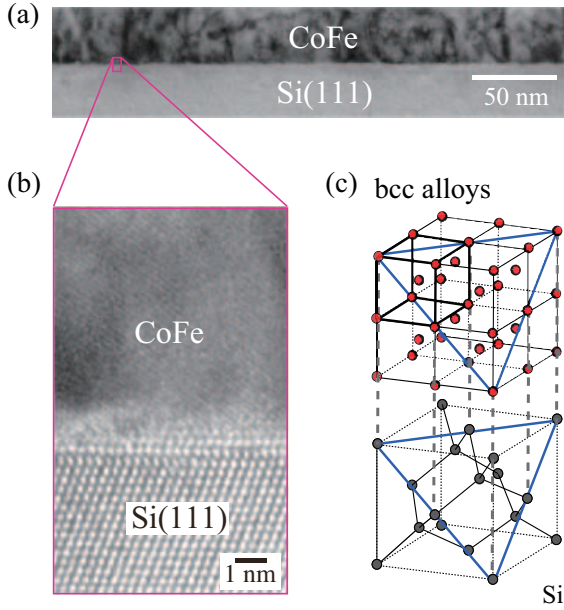 (a)
CoFe
Si(111)
50 nm
(b)
CoFe
Si(111)
1 nm
(c) bcc alloys
Si